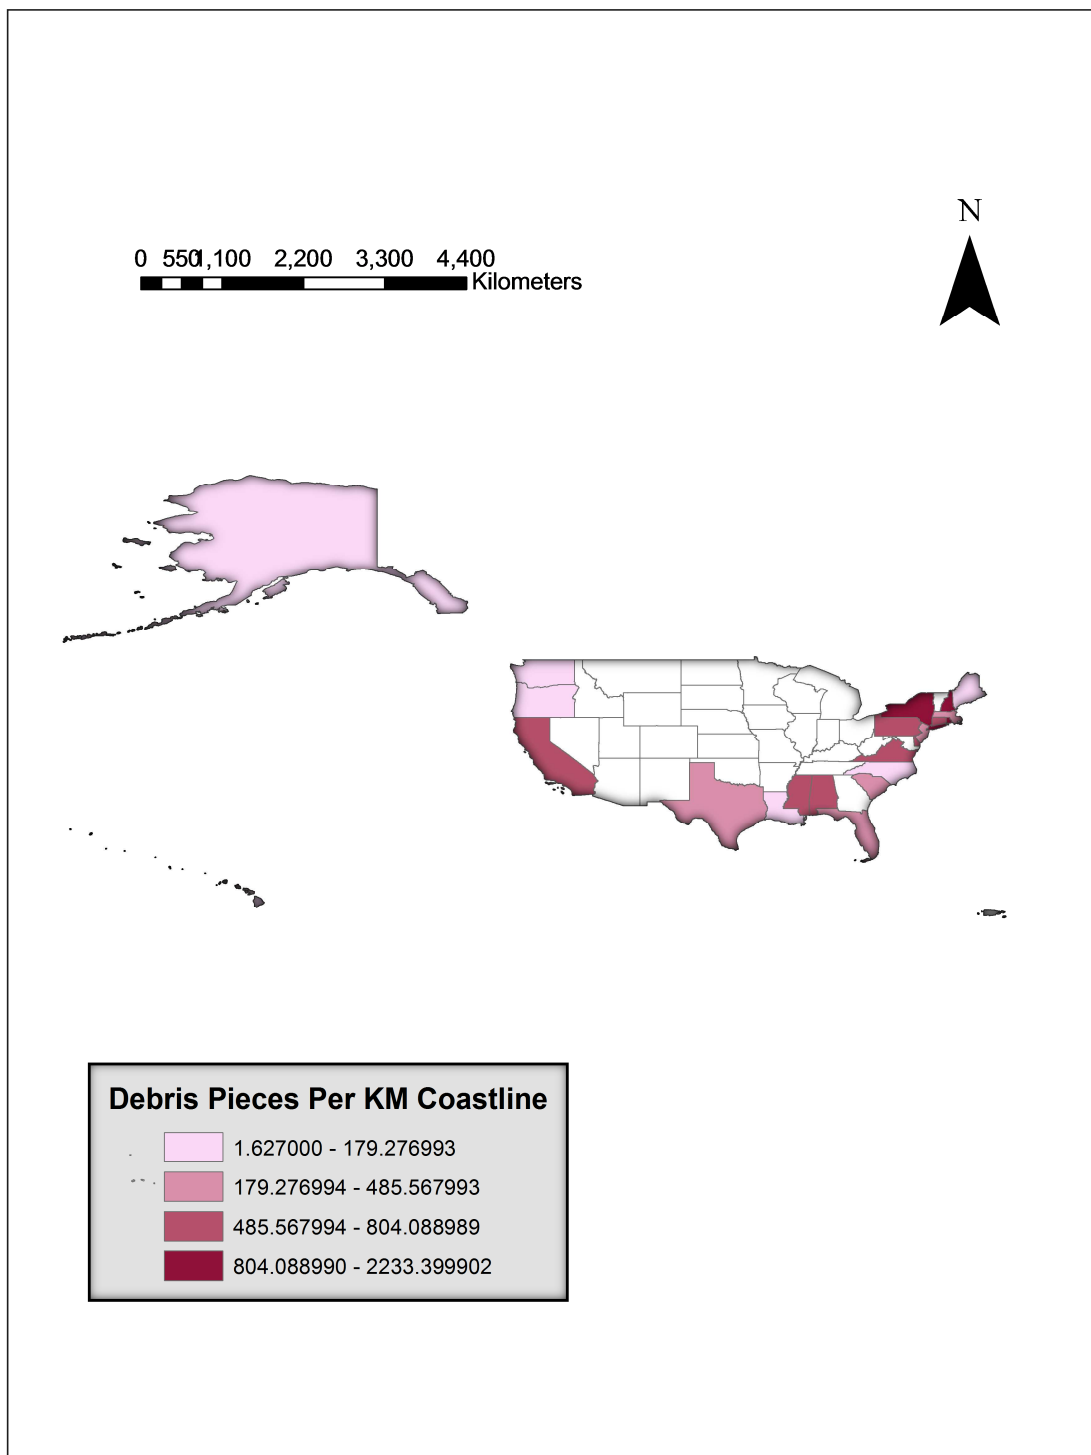 N
0 550 1,100 2,200 3,300 4,400
Kilometers
Debris Pieces Per KM Coastline
1.627000 - 179.276993
179.276994 - 485.567993
485.567994 - 804.088989
804.088990 - 2233.399902